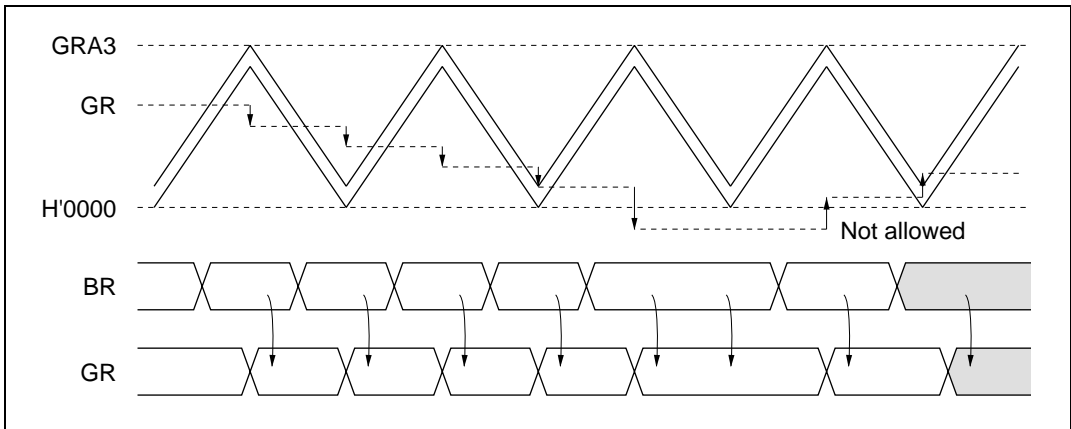 GRA3
GR
H'0000
Not allowed
BR
GR